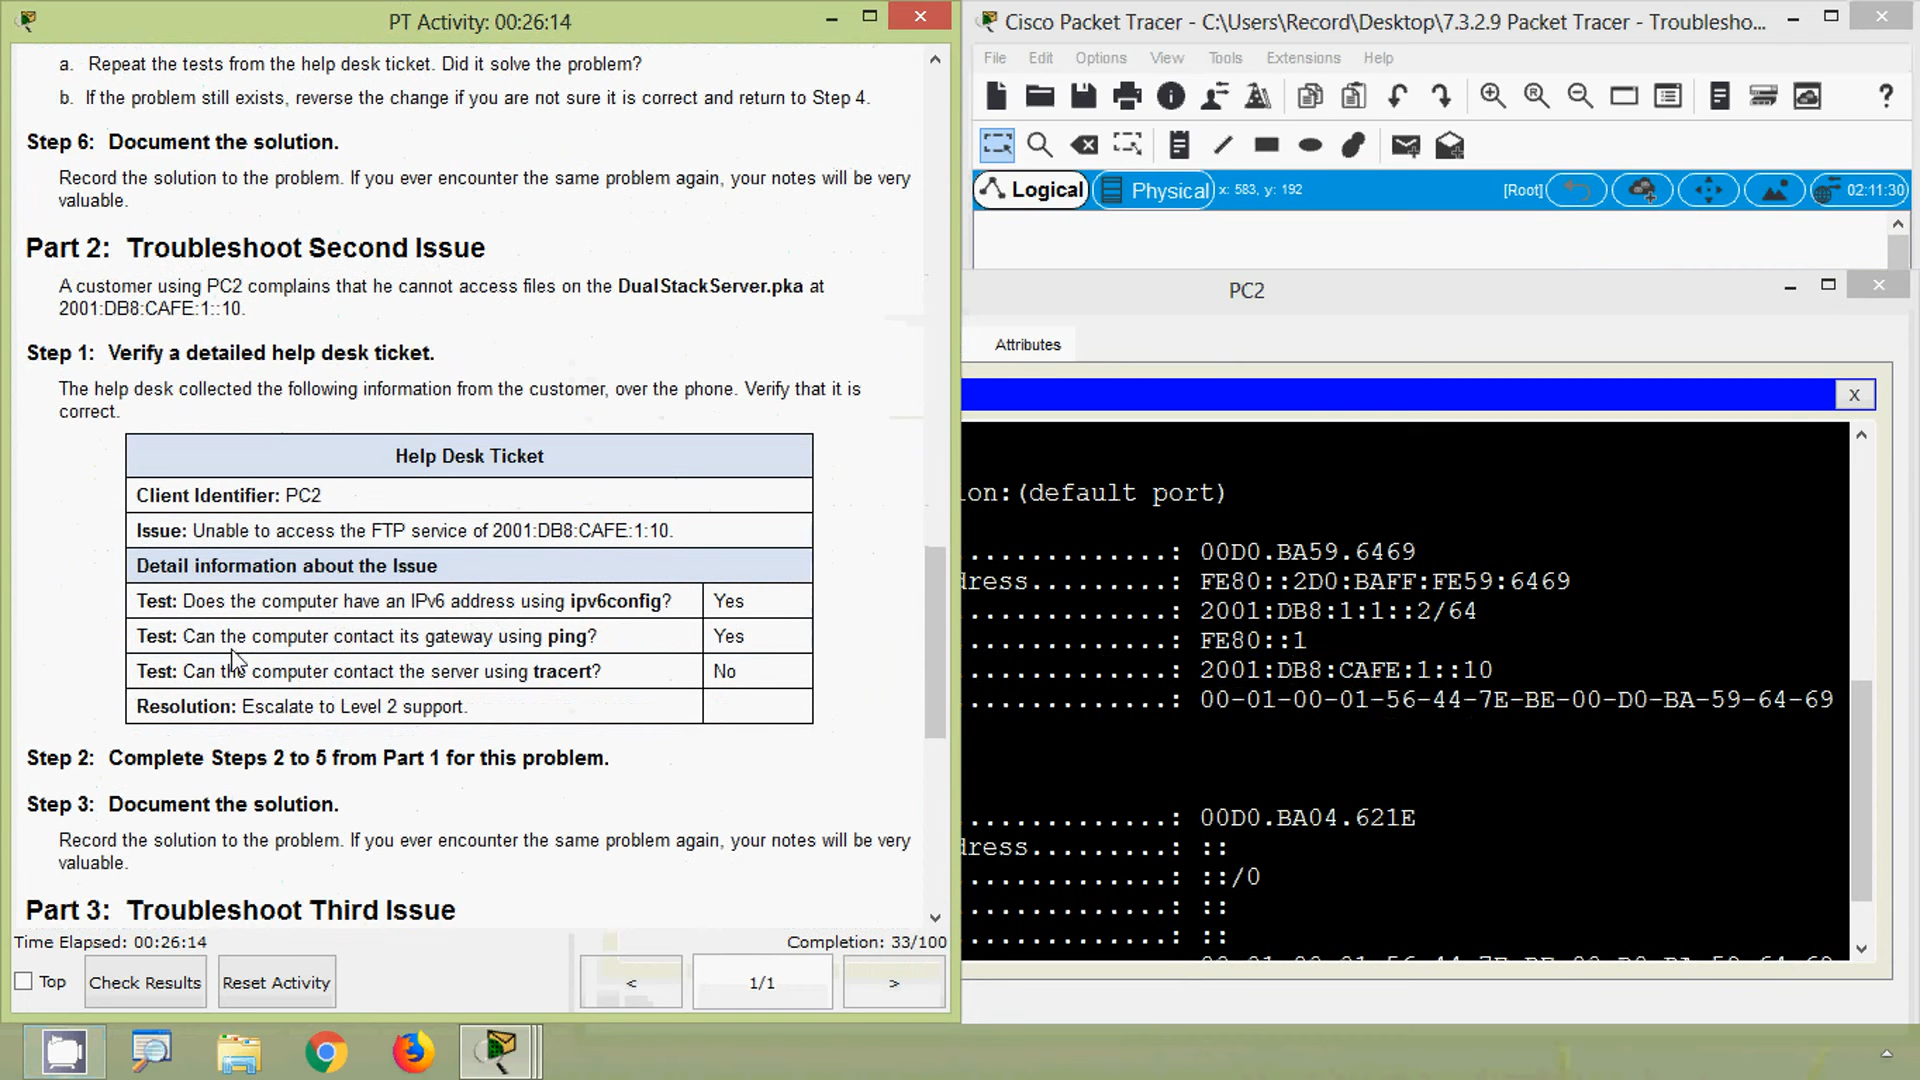 PT Activity: 00:26:14
a. Repeat the tests from the help desk ticket. Did it solve the problem?
b. If the problem still exists, reverse the change if you are not sure it is correct and return to Step 4.
Step 6: Document the solution.
Record the solution to the problem. If you ever encounter the same problem again, your notes will be very
valuable.
Part 2: Troubleshoot Second Issue
A customer using PC2 complains that he cannot access files on the DualStackServer.pka at
2001:DB8:CAFE:1::10.
Step 1: Verify a detailed help desk ticket.
The help desk collected the following information from the customer, over the phone. Verify that it is
correct.
Help Desk Ticket
Client Identifier: PC2
Issue: Unable to access the FTP service of 2001:DB8:CAFE:1:10.
Detail information about the Issue
Test: Does the computer have an IPv6 address using ipv6config? Yes
Test: Can the computer contact its gateway using ping? Yes
Test: Can the computer contact the server using tracert? No
Resolution: Escalate to Level 2 support.
Step 2: Complete Steps 2 to 5 from Part 1 for this problem.
Step 3: Document the solution.
Record the solution to the problem. If you ever encounter the same problem again, your notes will be very
valuable.
Part 3: Troubleshoot Third Issue
Time Elapsed: 00:26:14 Completion: 33/100
Top Check Results Reset Activity < 1/1 >
Cisco Packet Tracer - C:\Users\Record\Desktop\7.3.2.9 Packet Tracer - Troublesho...
File Edit Options View Tools Extensions Help
Logical Physical x: 583, y: 192 [Root] 02:11:30
PC2
Attributes
X
ion:(default port)
..............: 00D0.BA59.6469
dress.........: FE80::2D0:BAFF:FE59:6469
..............: 2001:DB8:1:1::2/64
..............: FE80::1
..............: 2001:DB8:CAFE:1::10
..............: 00-01-00-01-56-44-7E-BE-00-D0-BA-59-64-69
..............: 00D0.BA04.621E
dress.........: ::
..............: ::/0
..............: ::
..............: ::